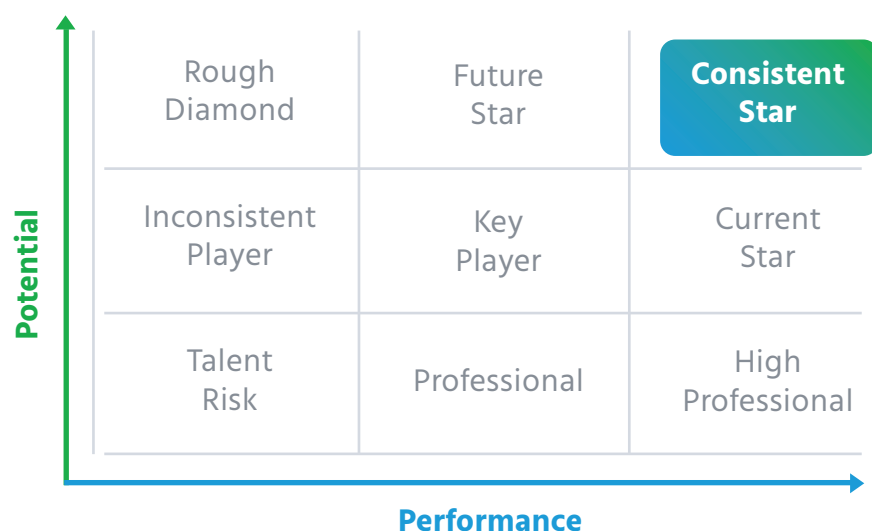 Rough
Diamond
Future
Star
Consistent
Star
Potential
Inconsistent
Player
Key
Player
Current
Star
Talent
Risk
Professional
High
Professional
Performance